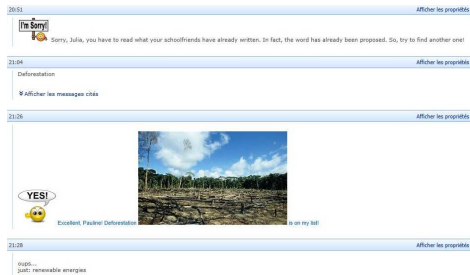 20:51 Afficher les propriétés
I'm Sorry!
Sorry, Julia, you have to read what your schoolfriends have already written. In fact, the word has already been proposed. So, try to find another one!
21:04 Afficher les propriétés
Deforestation
Afficher les messages cités
21:26 Afficher les propriétés
YES!
Excellent, Pauline! Deforestation is on my list!
21:28 Afficher les propriétés
oups...
just: renewable energies